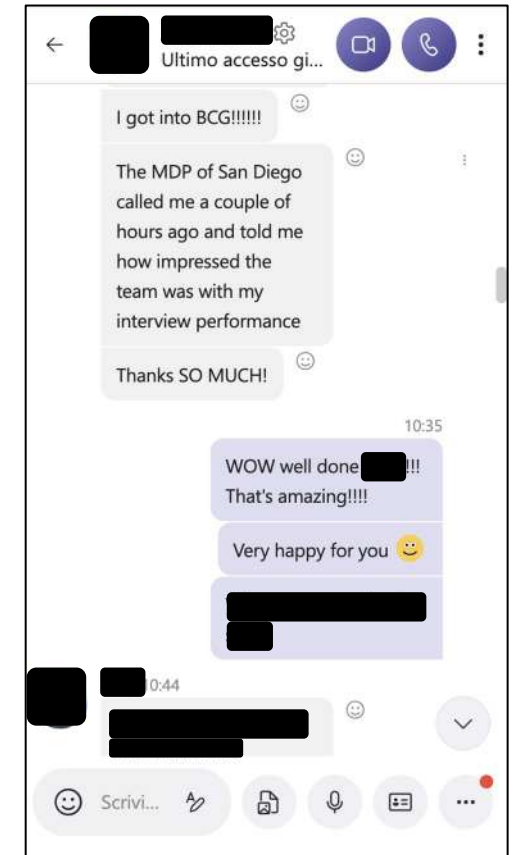 Ultimo accesso gi...
I got into BCG!!!!!!
The MDP of San Diego
called me a couple of
hours ago and told me
how impressed the
team was with my
interview performance
Thanks SO MUCH!
10:35
WOW well done !!!
That's amazing!!!!
Very happy for you
10:44
Scrivi...